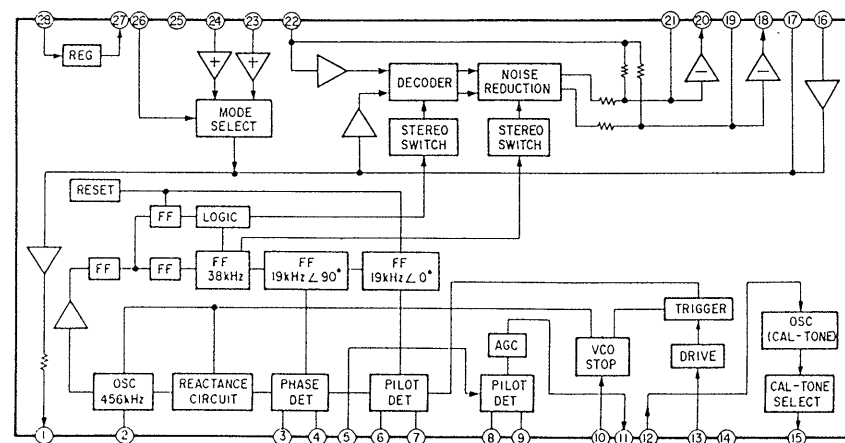 28 27 26 25 24 23 22 21 20 19 18 17 16
REG
+ +
MODE
SELECT
DECODER
NOISE
REDUCTION
− −
STEREO
SWITCH
STEREO
SWITCH
RESET
FF
LOGIC
FF
FF
FF
38kHz
FF
19kHz∠90°
FF
19kHz∠0°
TRIGGER
OSC
(CAL-TONE)
AGC
VCO
STOP
DRIVE
OSC
456kHz
REACTANCE
CIRCUIT
PHASE
DET
PILOT
DET
PILOT
DET
CAL-TONE
SELECT
1 2 3 4 5 6 7 8 9 10 11 12 13 14 15